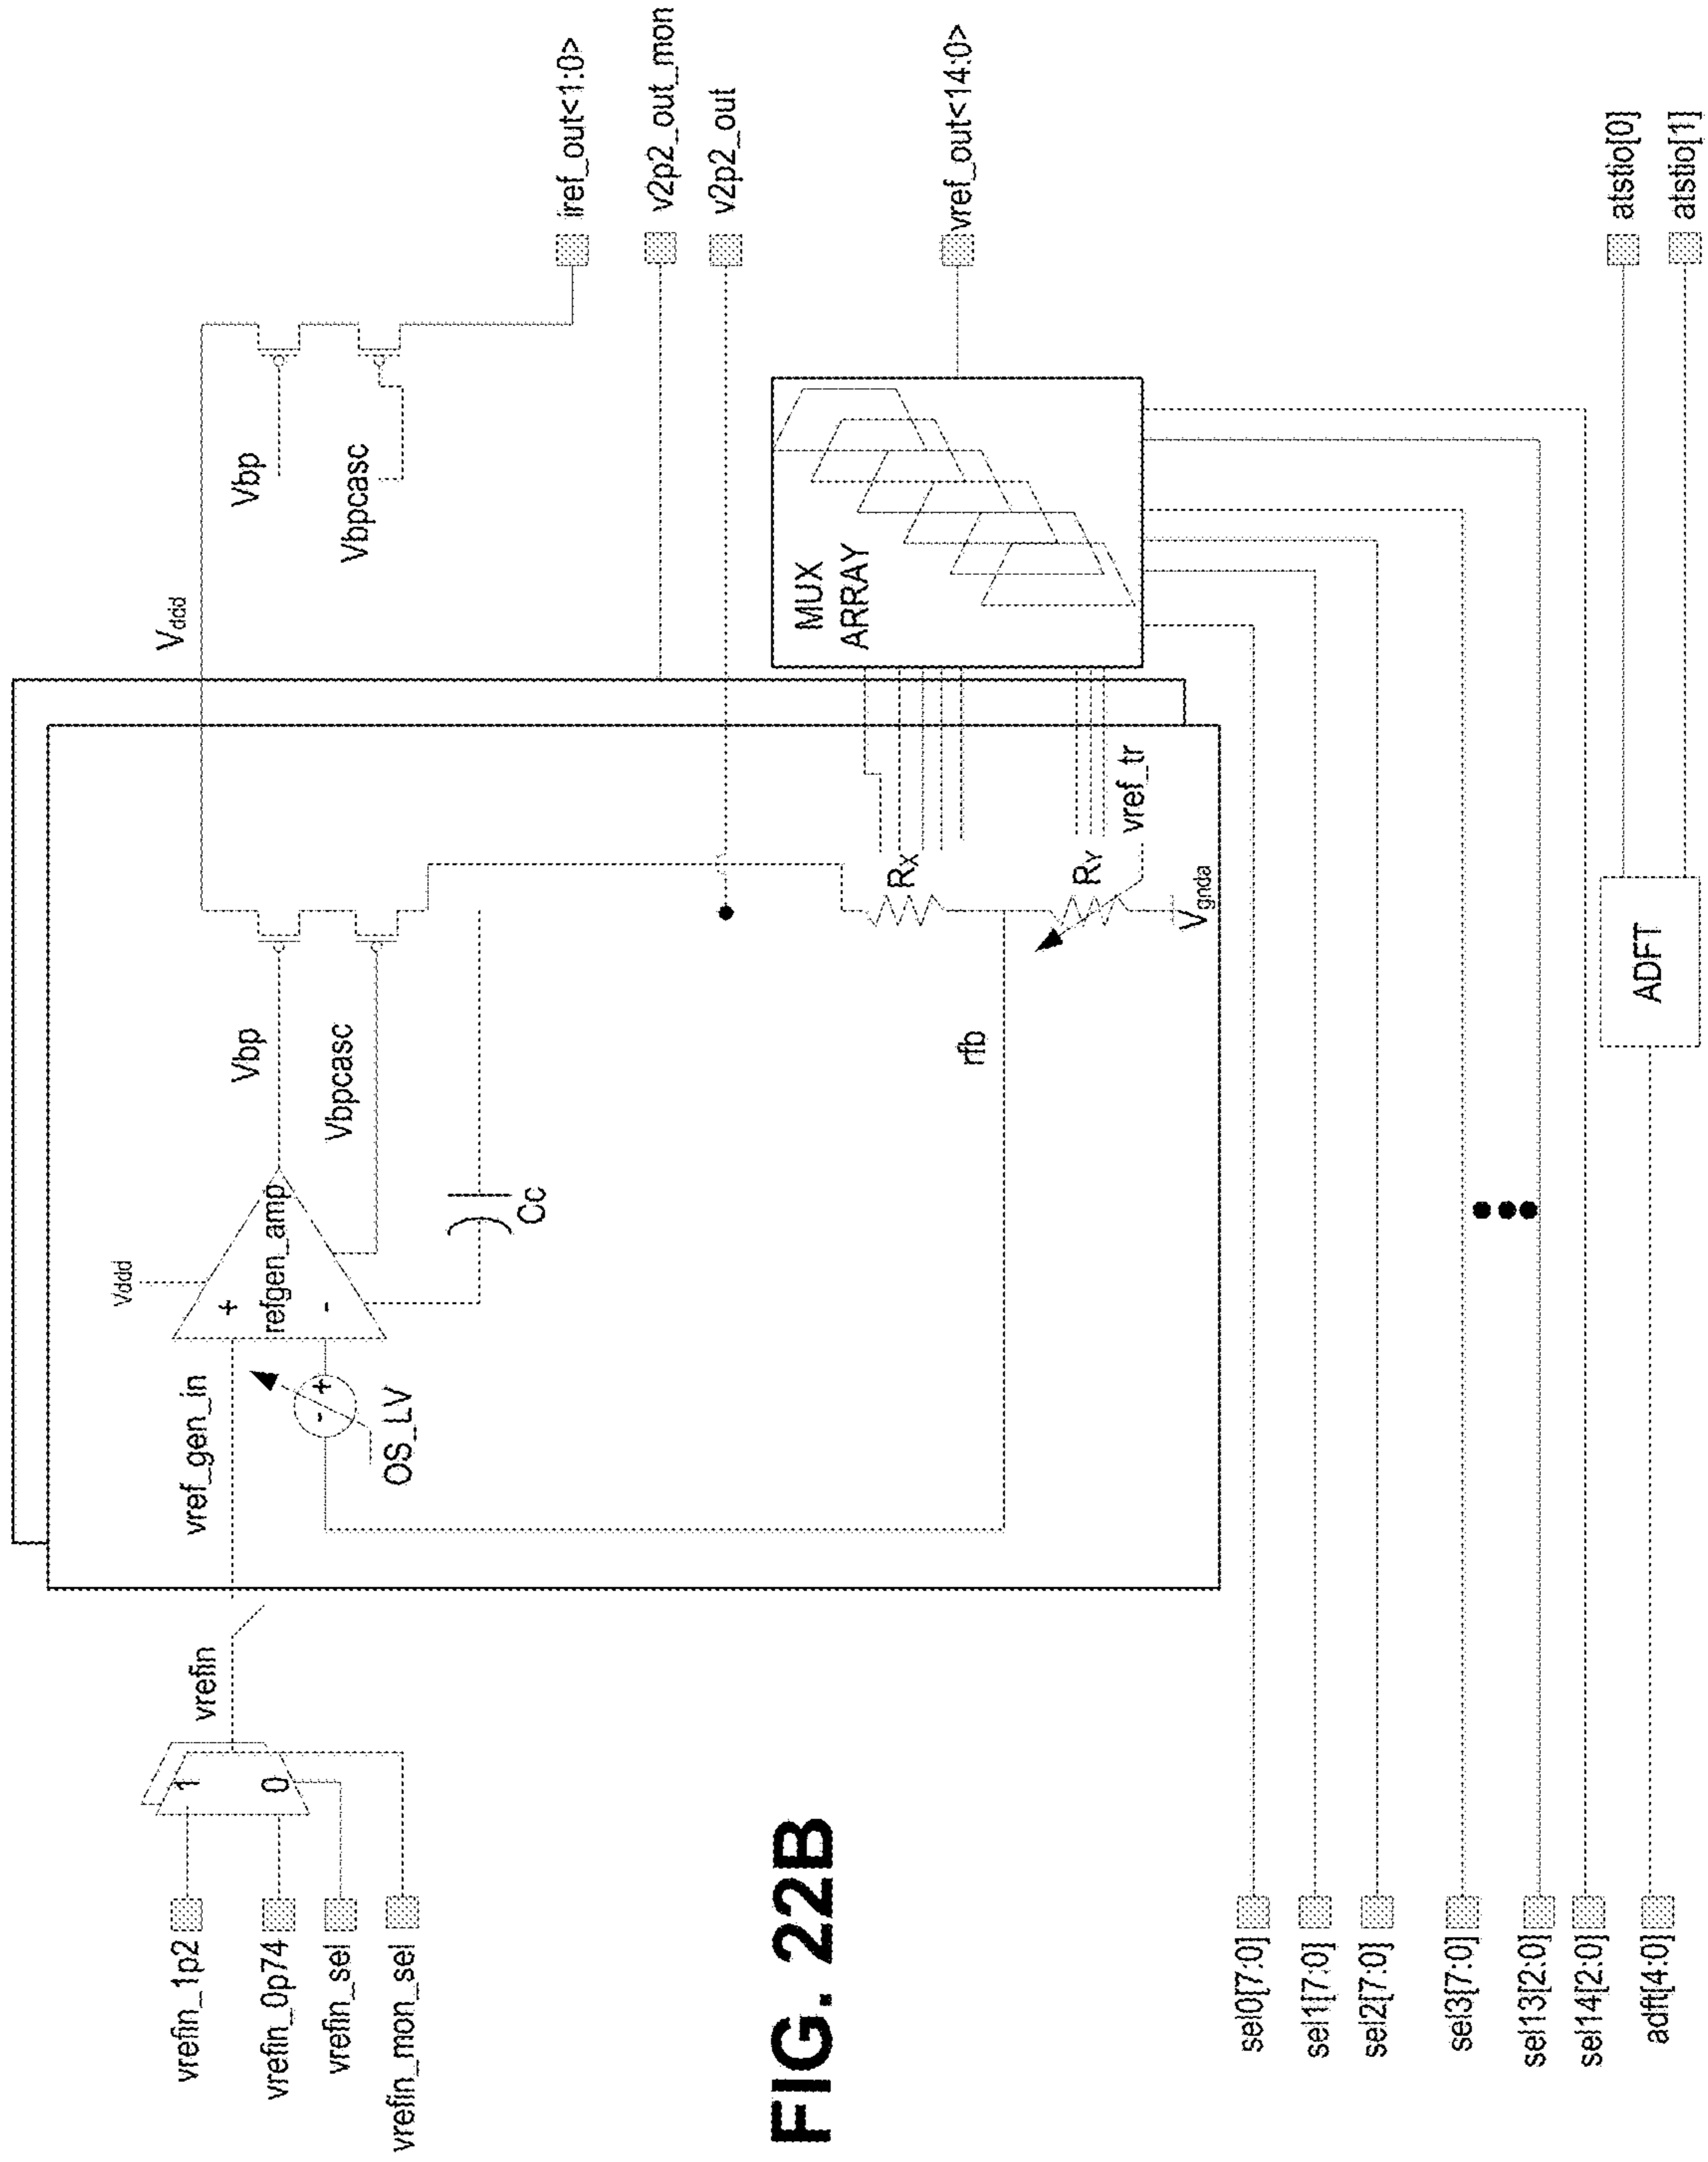 vrefin_1p2
vrefin_0p74
vrefin_sel
vrefin_mon_sel
1
0
vrefin
vref_gen_in
Vddd
+
refgen_amp
-
- +
OS_LV
Cc
Vbp
Vbpcasc
rfb
RX
RY
vref_tr
Vgnda
Vddd
Vbp
Vbpcasc
MUX
ARRAY
iref_out<1:0>
v2p2_out_mon
v2p2_out
vref_out<14:0>
sel0[7:0]
sel1[7:0]
sel2[7:0]
sel3[7:0]
sel13[2:0]
sel14[2:0]
adft[4:0]
ADFT
atstio[0]
atstio[1]
FIG. 22B